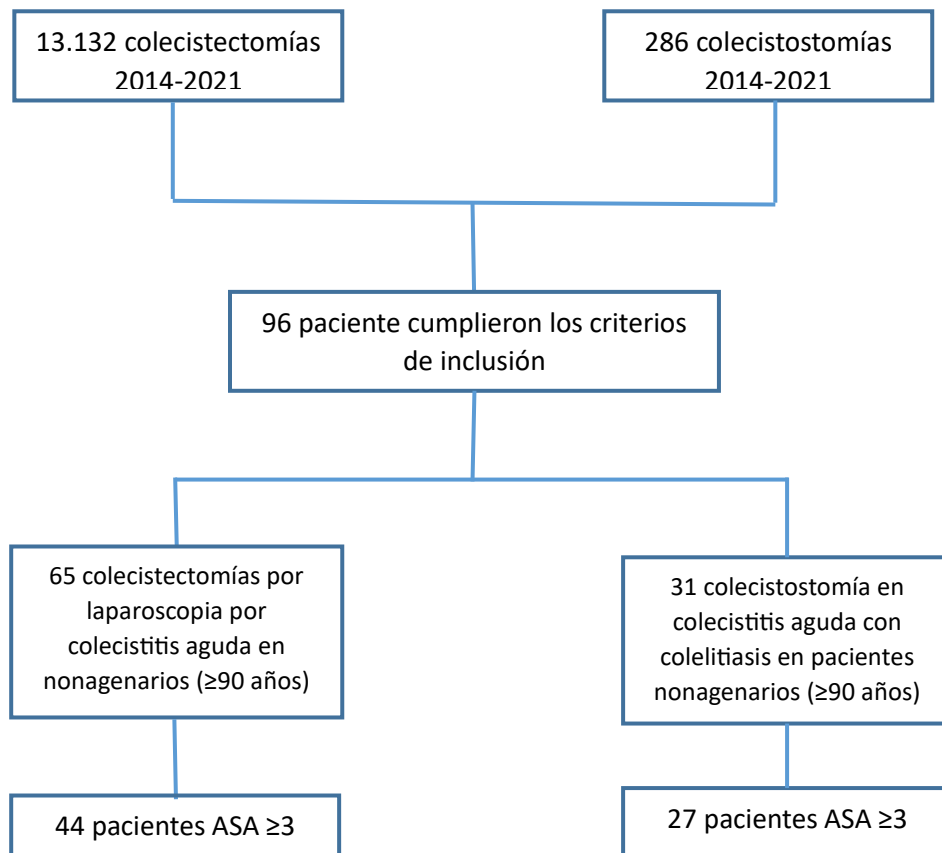 13.132 colecistectomías
2014-2021
286 colecistostomías
2014-2021
96 paciente cumplieron los criterios
de inclusión
65 colecistectomías por
laparoscopia por
colecistitis aguda en
nonagenarios (≥90 años)
31 colecistostomía en
colecistitis aguda con
colelitiasis en pacientes
nonagenarios (≥90 años)
44 pacientes ASA ≥3
27 pacientes ASA ≥3